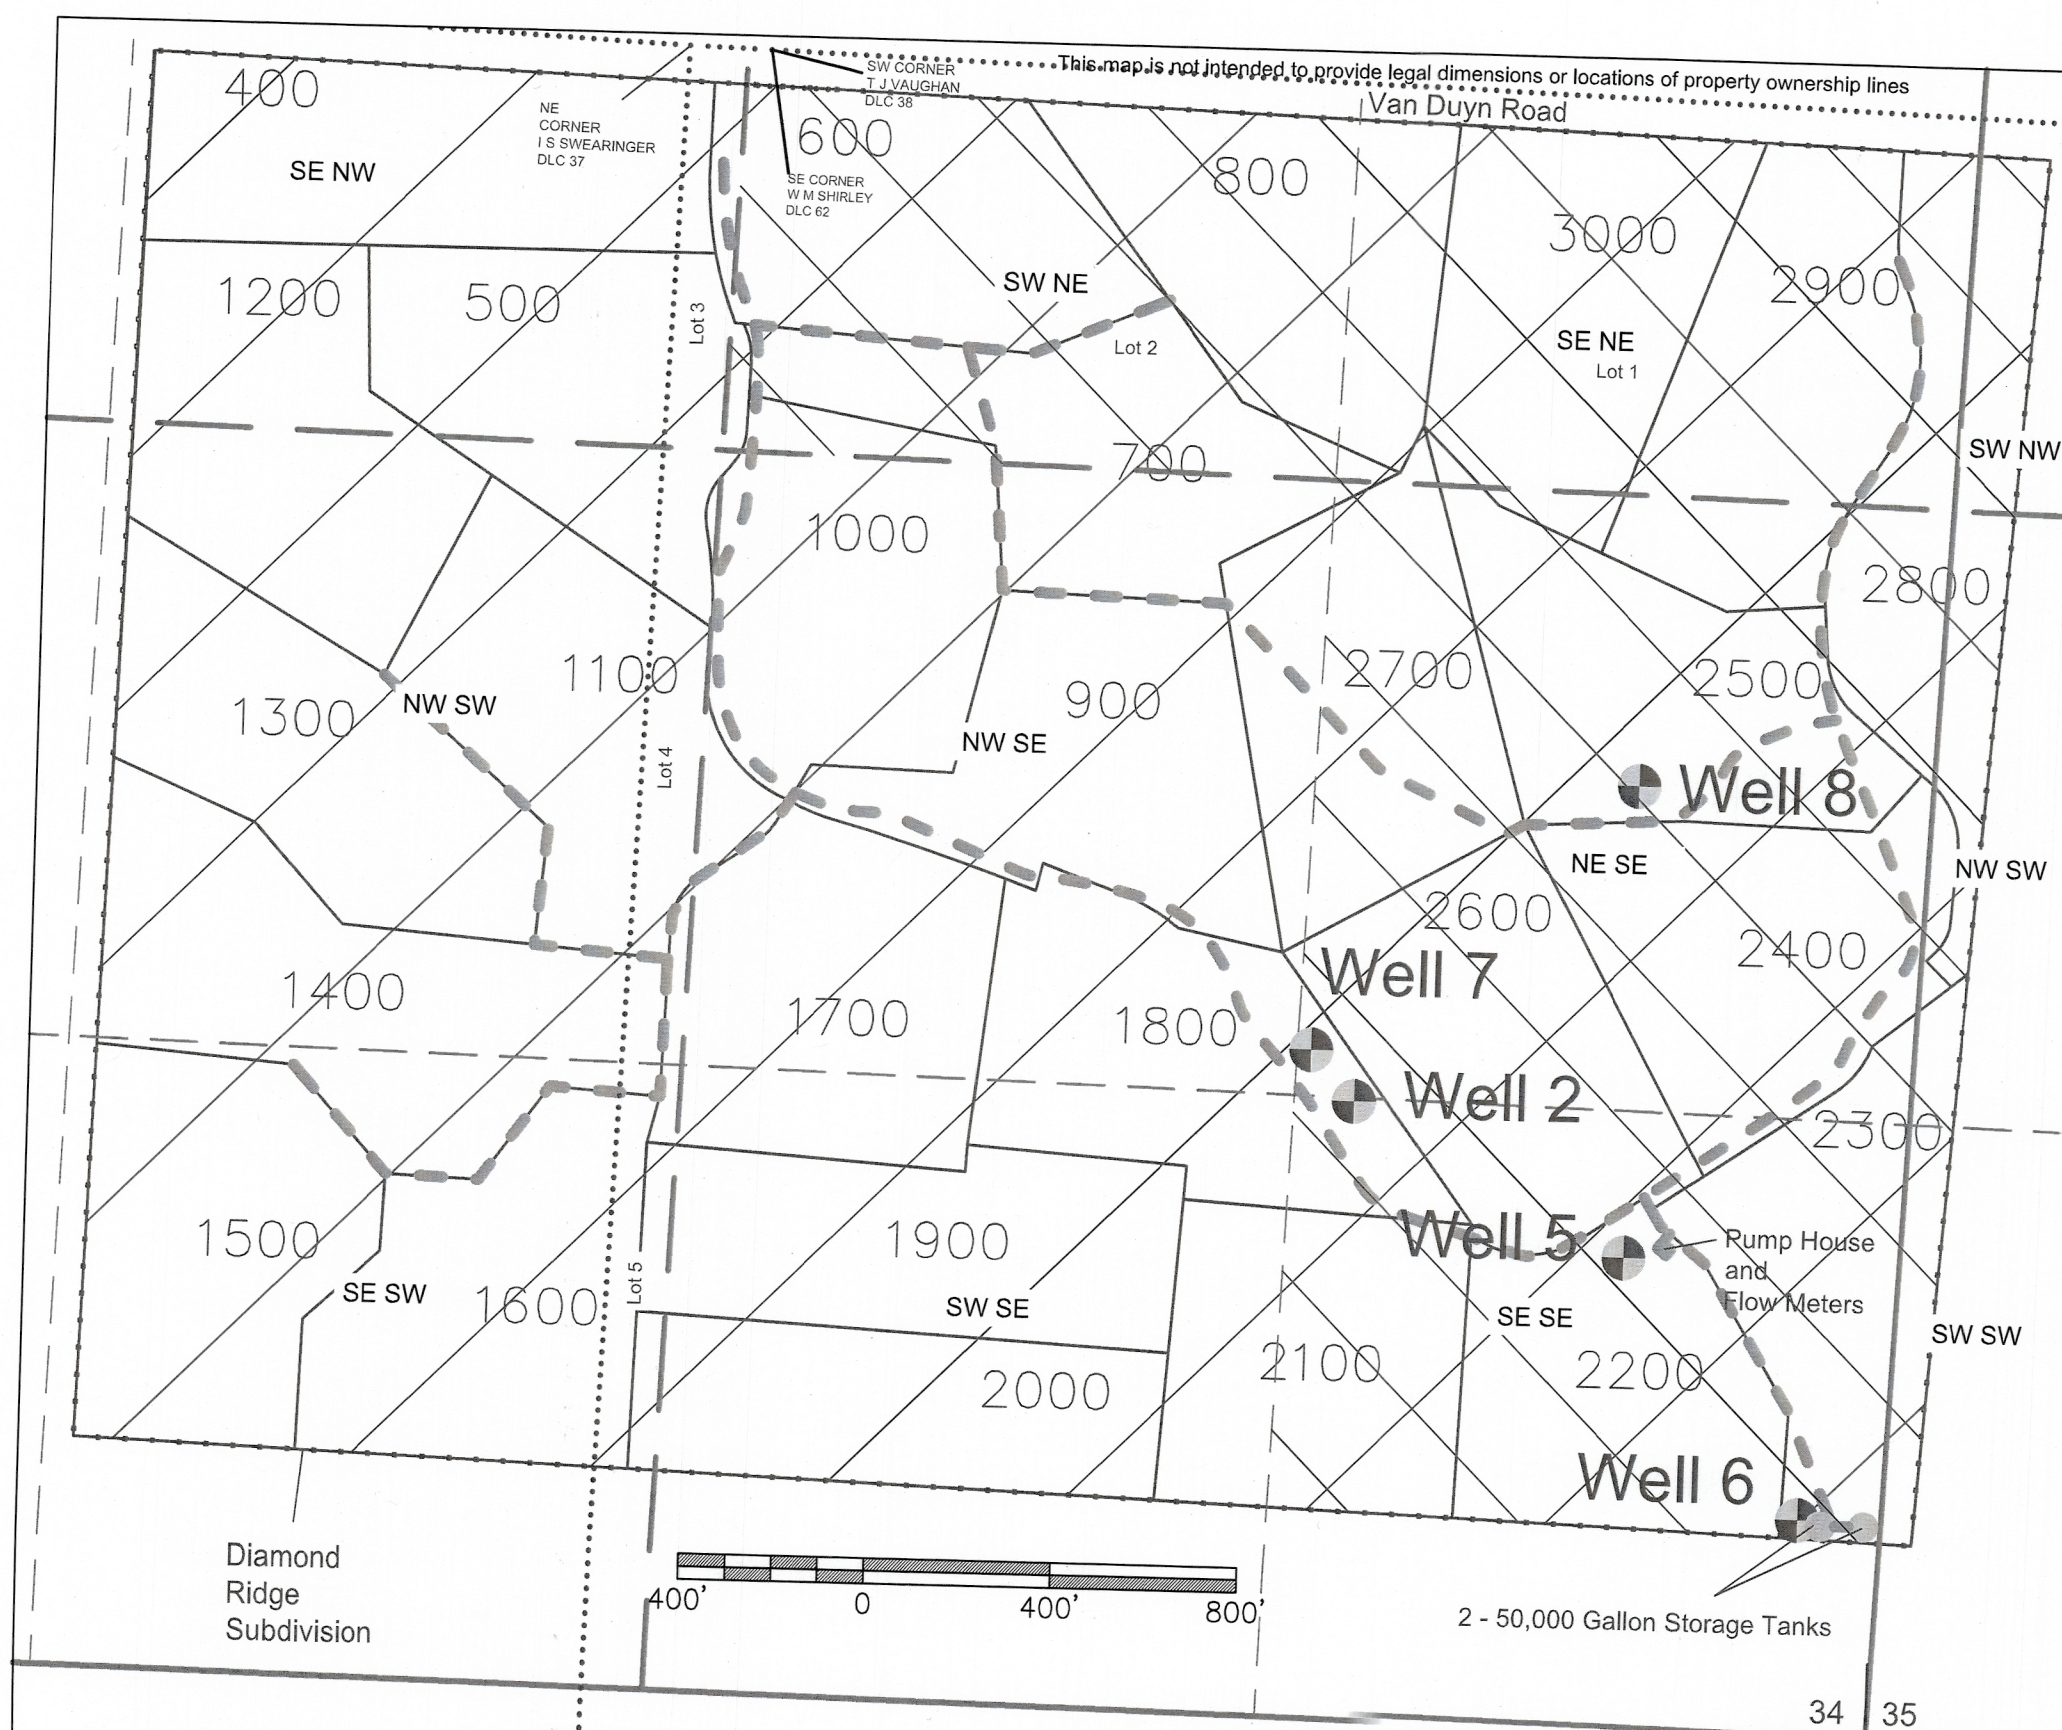 This map is not intended to provide legal dimensions or locations of property ownership lines
SW CORNER
T J VAUGHAN
DLC 38
Van Duyn Road
400
NE
CORNER
I S SWEARINGER
DLC 37
600
800
SE NW
SE CORNER
W M SHIRLEY
DLC 62
3000
2900
SW NE
1200
500
Lot 3
Lot 2
SE NE
Lot 1
SW NW
700
1000
2800
1100
2700
2500
900
1300
NW SW
NW SE
Lot 4
Well 8
NE SE
NW SW
2600
2400
Well 7
1400
1700
1800
Well 2
2300
1500
1900
Well 5
Pump House
and
Flow Meters
Lot 5
SE SW
1600
SW SE
SE SE
SW SW
2100
2200
2000
Well 6
Diamond
Ridge
Subdivision
400' 0 400' 800'
2 - 50,000 Gallon Storage Tanks
34 35